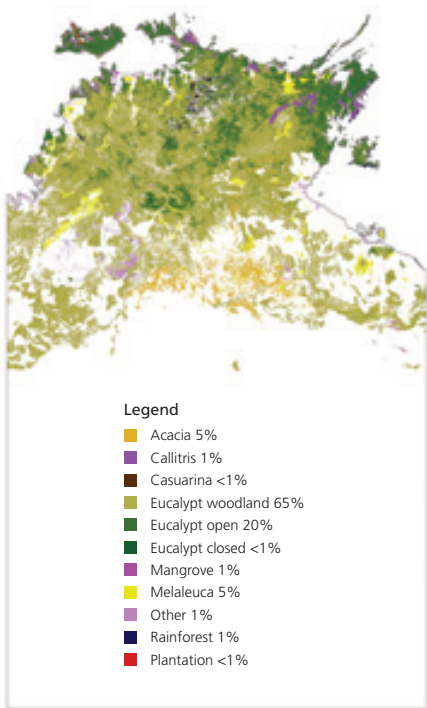 Legend
Acacia 5%
Callitris 1%
Casuarina <1%
Eucalypt woodland 65%
Eucalypt open 20%
Eucalypt closed <1%
Mangrove 1%
Melaleuca 5%
Other 1%
Rainforest 1%
Plantation <1%